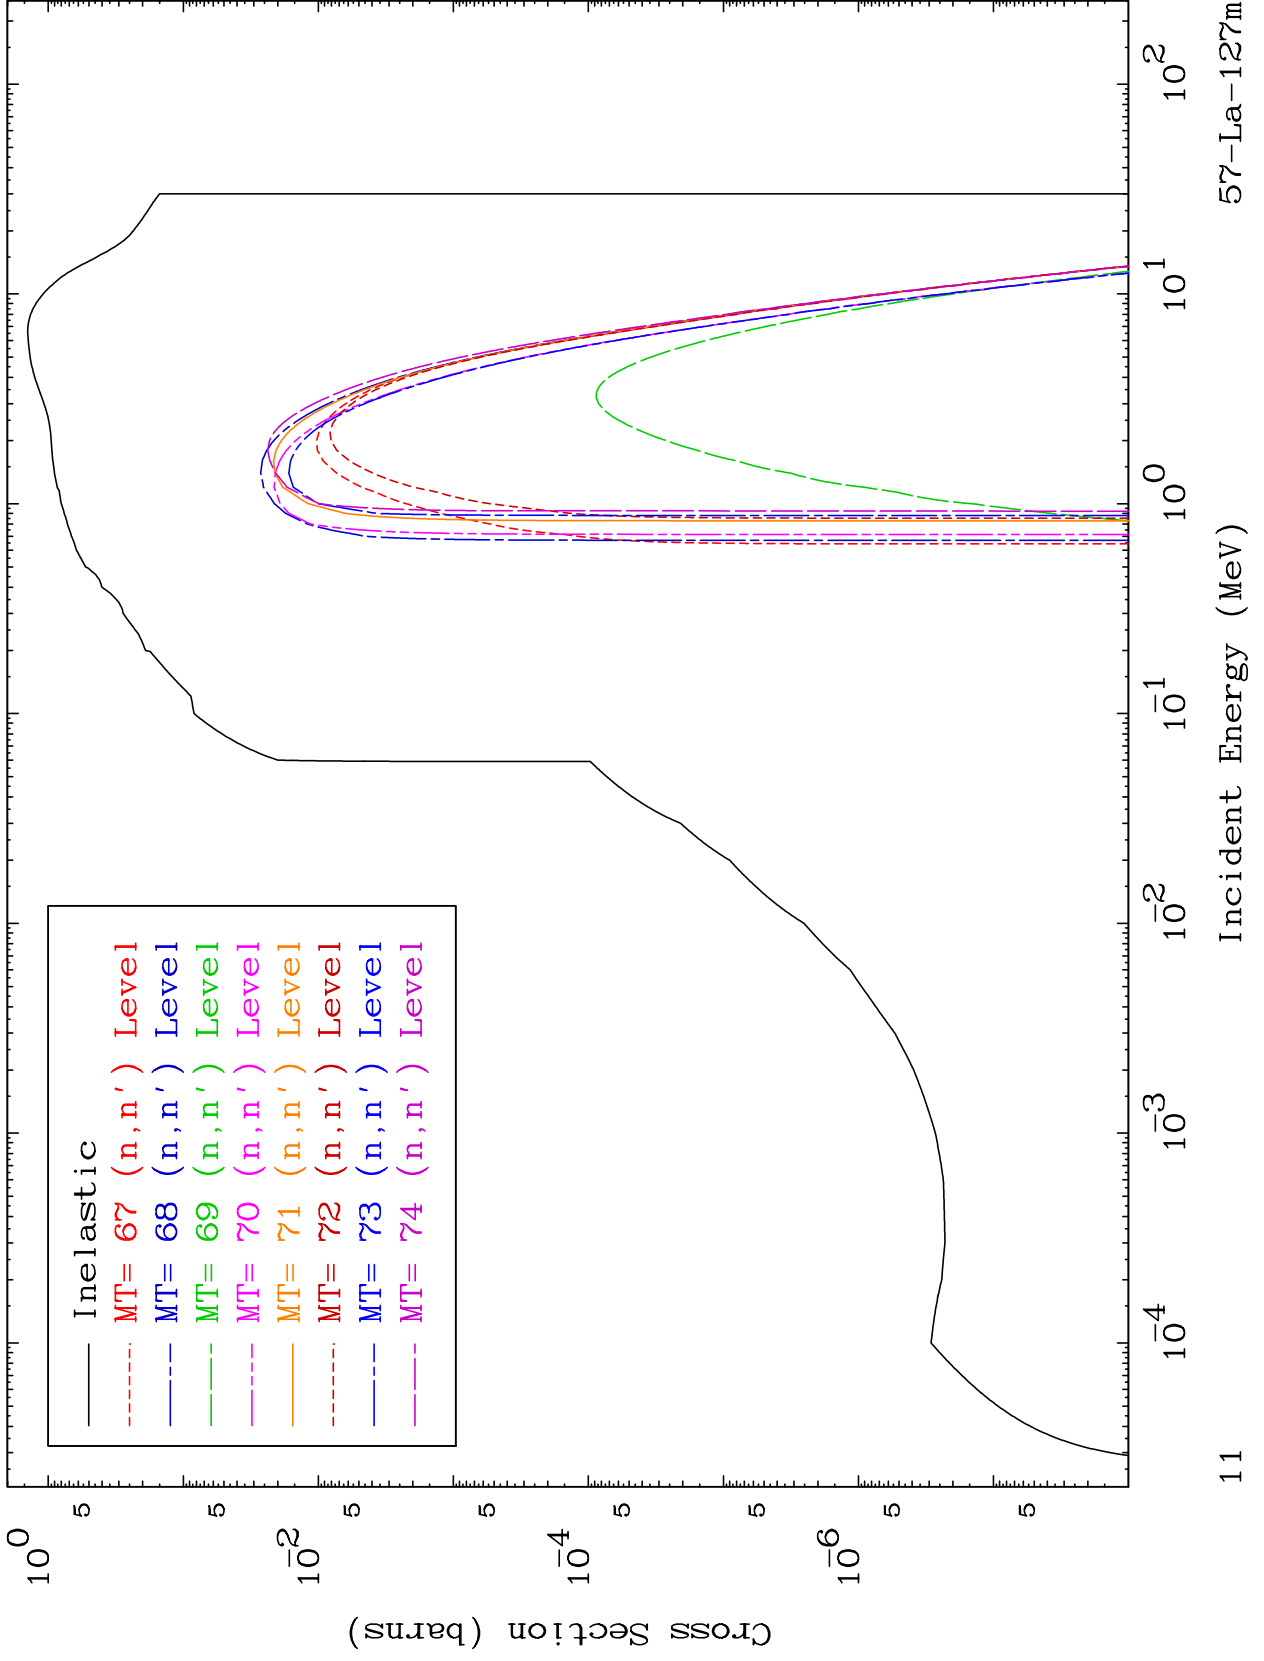 Inelastic
MT= 67 (n,n') Level
MT= 68 (n,n') Level
MT= 69 (n,n') Level
MT= 70 (n,n') Level
MT= 71 (n,n') Level
MT= 72 (n,n') Level
MT= 73 (n,n') Level
MT= 74 (n,n') Level
Cross Section (barns)
10^0
5
5
10^-2
5
5
10^-4
5
5
10^-6
5
10^-4
10^-3
10^-2
10^-1
10^0
10^1
10^2
11
Incident Energy (MeV)
57-La-127m